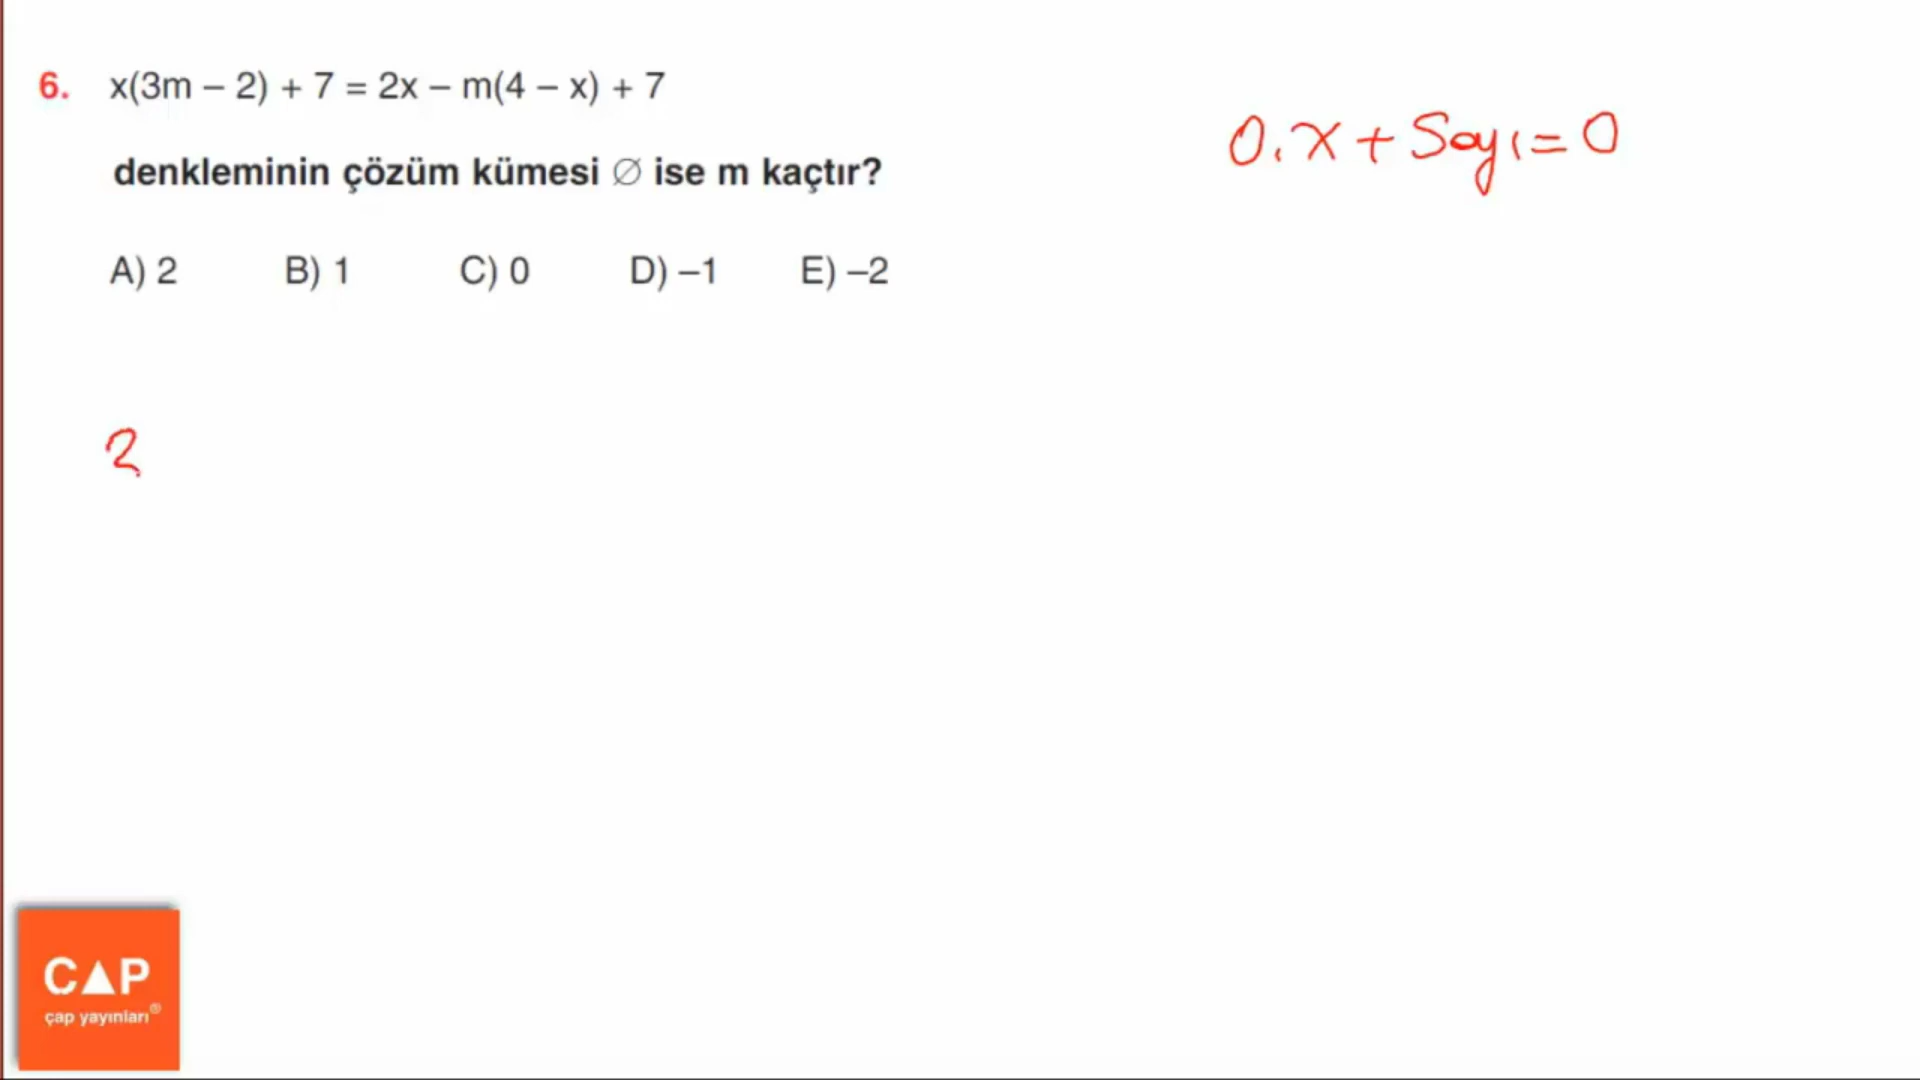 6. x(3m – 2) + 7 = 2x – m(4 – x) + 7
denkleminin çözüm kümesi ∅ ise m kaçtır?
A) 2 B) 1 C) 0 D) –1 E) –2
0.x + Sayı = 0
2
CAP
çap yayınları®